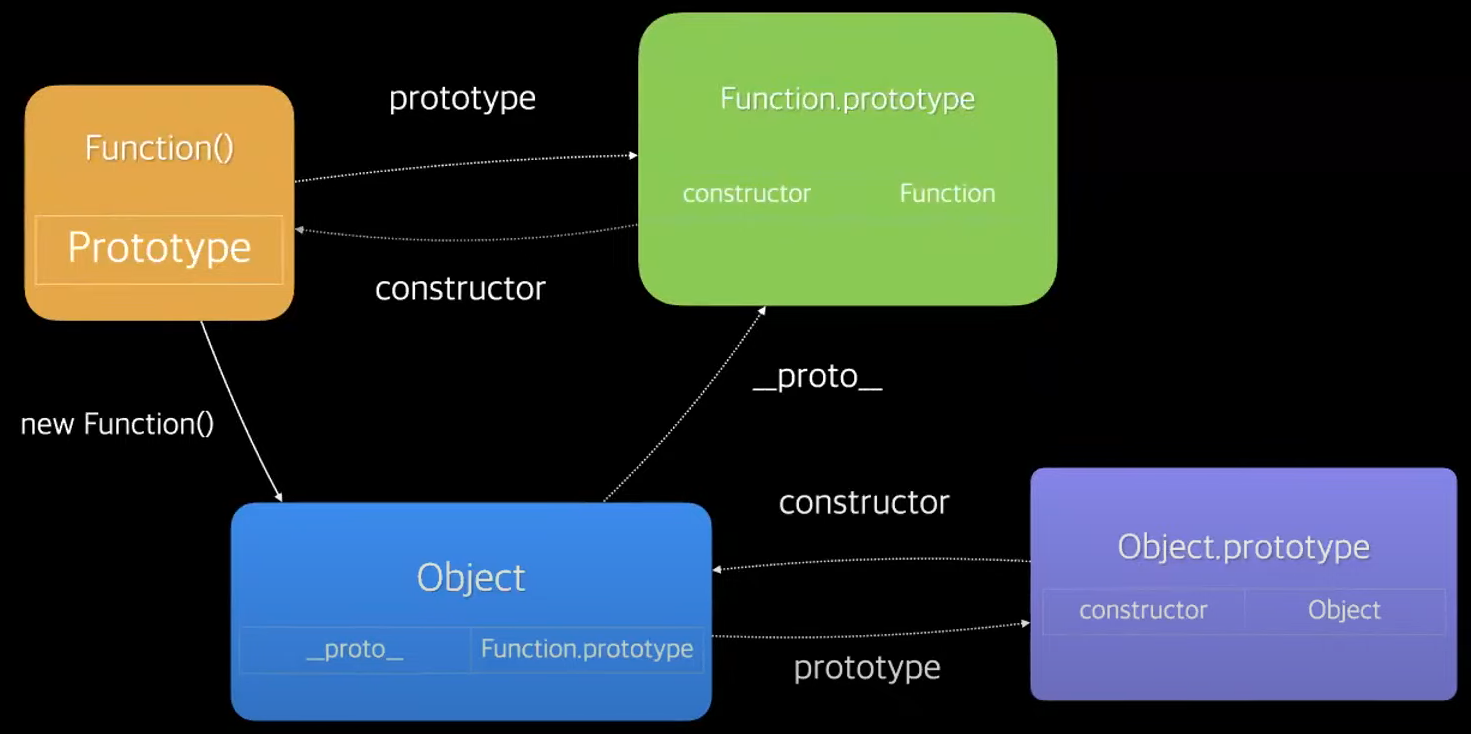 prototype
Function.prototype
Function()
constructor Function
Prototype
constructor
__proto__
new Function()
constructor
Object.prototype
Object
constructor Object
__proto__ Function.prototype
prototype